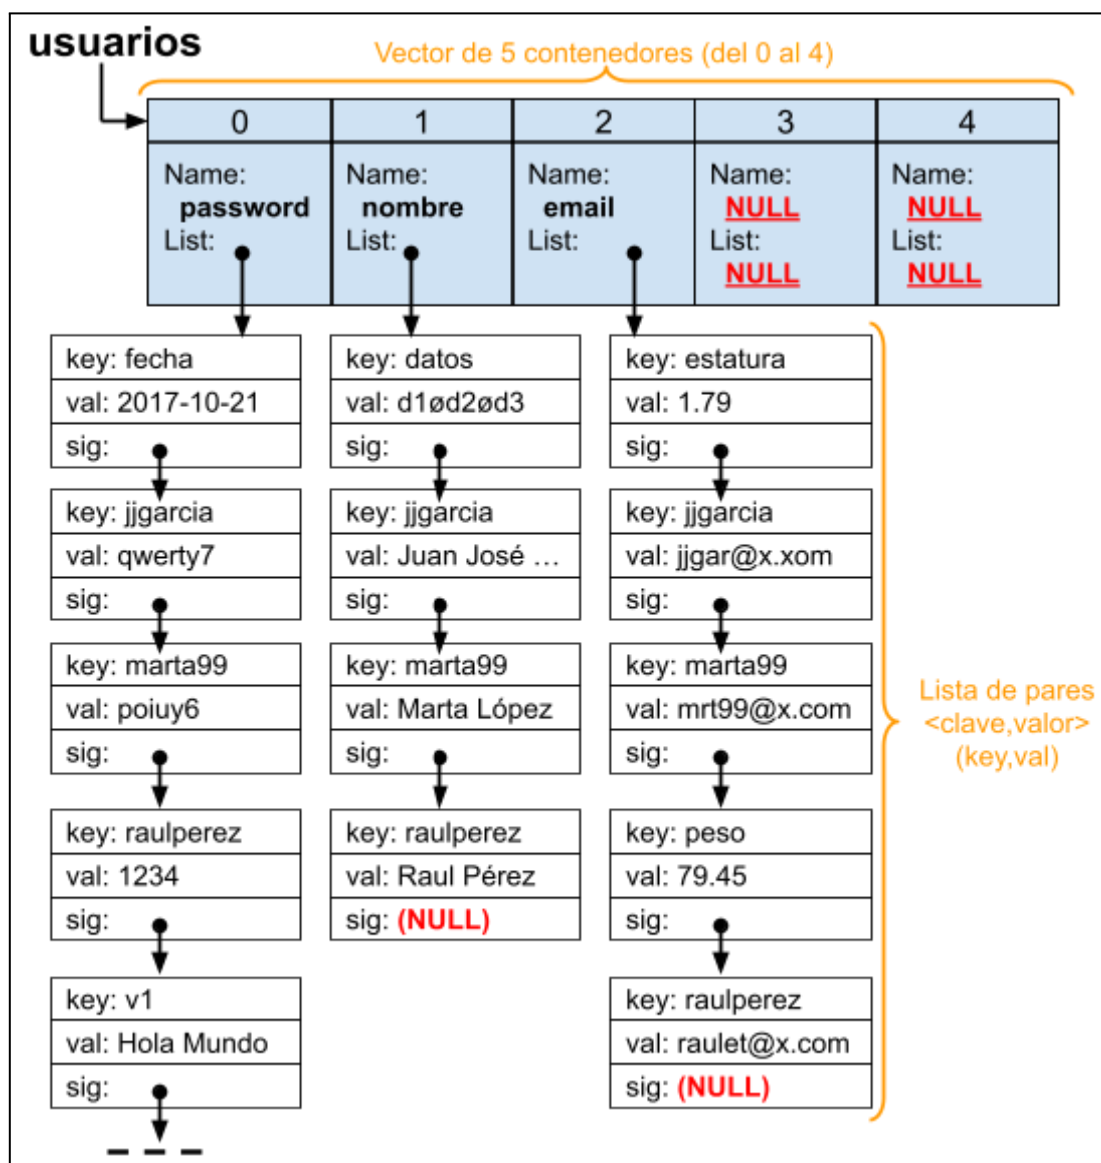 usuarios
Vector de 5 contenedores (del 0 al 4)
0 1 2 3 4
Name: Name: Name: Name: Name:
password nombre email NULL NULL
List: List: List: List: List:
NULL NULL
key: fecha
val: 2017-10-21
sig:
key: jjgarcia
val: qwerty7
sig:
key: marta99
val: poiuy6
sig:
key: raulperez
val: 1234
sig:
key: v1
val: Hola Mundo
sig:
key: datos
val: d1ød2ød3
sig:
key: jjgarcia
val: Juan José ...
sig:
key: marta99
val: Marta López
sig:
key: raulperez
val: Raul Pérez
sig: (NULL)
key: estatura
val: 1.79
sig:
key: jjgarcia
val: jjgar@x.xom
sig:
key: marta99
val: mrt99@x.com
sig:
key: peso
val: 79.45
sig:
key: raulperez
val: raulet@x.com
sig: (NULL)
Lista de pares
<clave,valor>
(key,val)